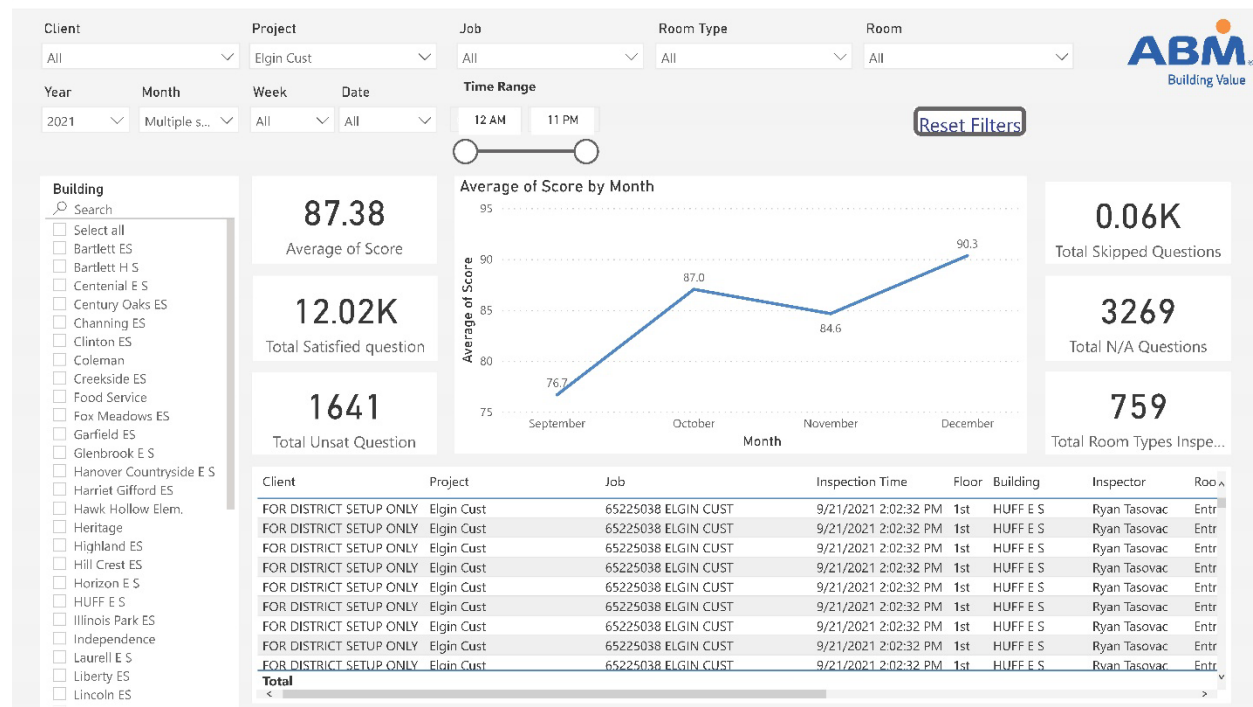 Client Project Job Room Type Room
All Elgin Cust All All All
ABM
Building Value
Year Month Week Date Time Range
2021 Multiple s... All All 12 AM 11 PM
Reset Filters
Building
Search
Select all
Bartlett ES
Bartlett H S
Centenial E S
Century Oaks ES
Channing ES
Clinton ES
Coleman
Creekside ES
Food Service
Fox Meadows ES
Garfield ES
Glenbrook E S
Hanover Countryside E S
Harriet Gifford ES
Hawk Hollow Elem.
Heritage
Highland ES
Hill Crest ES
Horizon E S
HUFF E S
Illinois Park ES
Independence
Laurell E S
Liberty ES
Lincoln ES
87.38
Average of Score
12.02K
Total Satisfied question
1641
Total Unsat Question
Average of Score by Month
Average of Score
95
90
85
80
75
76.7
87.0
84.6
90.3
September October November December
Month
0.06K
Total Skipped Questions
3269
Total N/A Questions
759
Total Room Types Inspe...
Client Project Job Inspection Time Floor Building Inspector Roo
FOR DISTRICT SETUP ONLY Elgin Cust 65225038 ELGIN CUST 9/21/2021 2:02:32 PM 1st HUFF E S Ryan Tasovac Entr
FOR DISTRICT SETUP ONLY Elgin Cust 65225038 ELGIN CUST 9/21/2021 2:02:32 PM 1st HUFF E S Ryan Tasovac Entr
FOR DISTRICT SETUP ONLY Elgin Cust 65225038 ELGIN CUST 9/21/2021 2:02:32 PM 1st HUFF E S Ryan Tasovac Entr
FOR DISTRICT SETUP ONLY Elgin Cust 65225038 ELGIN CUST 9/21/2021 2:02:32 PM 1st HUFF E S Ryan Tasovac Entr
FOR DISTRICT SETUP ONLY Elgin Cust 65225038 ELGIN CUST 9/21/2021 2:02:32 PM 1st HUFF E S Ryan Tasovac Entr
FOR DISTRICT SETUP ONLY Elgin Cust 65225038 ELGIN CUST 9/21/2021 2:02:32 PM 1st HUFF E S Ryan Tasovac Entr
FOR DISTRICT SETUP ONLY Elgin Cust 65225038 ELGIN CUST 9/21/2021 2:02:32 PM 1st HUFF E S Ryan Tasovac Entr
FOR DISTRICT SETUP ONLY Elgin Cust 65225038 ELGIN CUST 9/21/2021 2:02:32 PM 1st HUFF E S Ryan Tasovac Entr
FOR DISTRICT SETUP ONLY Elgin Cust 65225038 ELGIN CUST 9/21/2021 2:02:32 PM 1st HUFF E S Ryan Tasovac Entr
Total